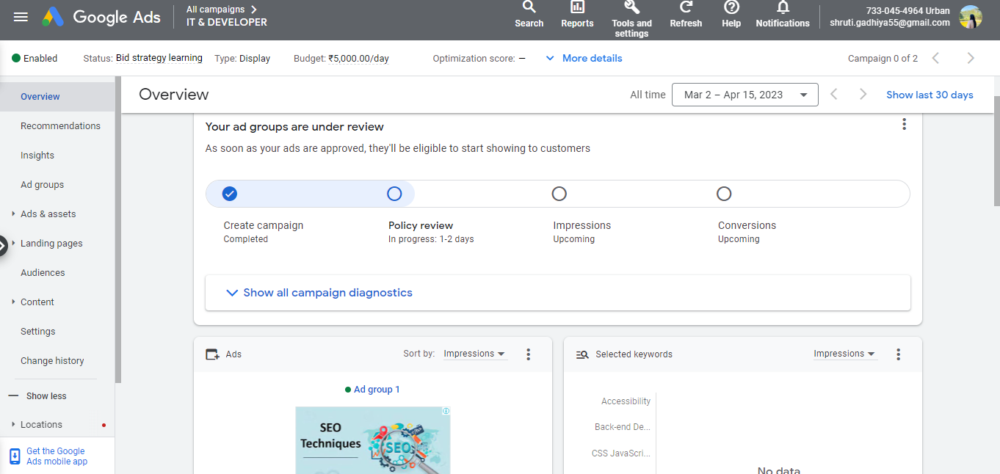 Google Ads
All campaigns
IT & DEVELOPER
Search
Reports
Tools and
settings
Refresh
Help
Notifications
733-045-4964 Urban
shruti.gadhiya55@gmail.com
Enabled
Status: Bid strategy learning
Type: Display
Budget: ₹5,000.00/day
Optimization score: –
More details
Campaign 0 of 2
Overview
Recommendations
Insights
Ad groups
Ads & assets
Landing pages
Audiences
Content
Settings
Change history
Show less
Locations
Get the Google
Ads mobile app
Overview
All time
Mar 2 – Apr 15, 2023
Show last 30 days
Your ad groups are under review
As soon as your ads are approved, they'll be eligible to start showing to customers
Create campaign
Completed
Policy review
In progress: 1-2 days
Impressions
Upcoming
Conversions
Upcoming
Show all campaign diagnostics
Ads
Sort by: Impressions
Ad group 1
SEO
Techniques
SEO
Selected keywords
Impressions
Accessibility
Back-end De...
CSS JavaScri...
No data